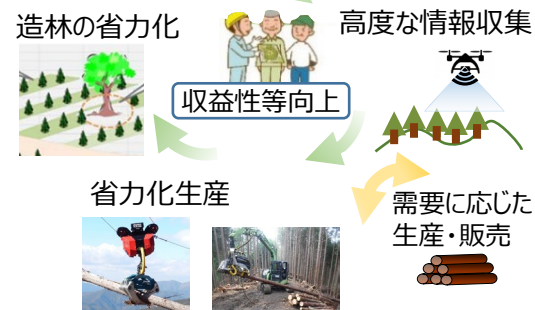 造林の省力化
高度な情報収集
収益性等向上
省力化生産
需要に応じた
生産・販売